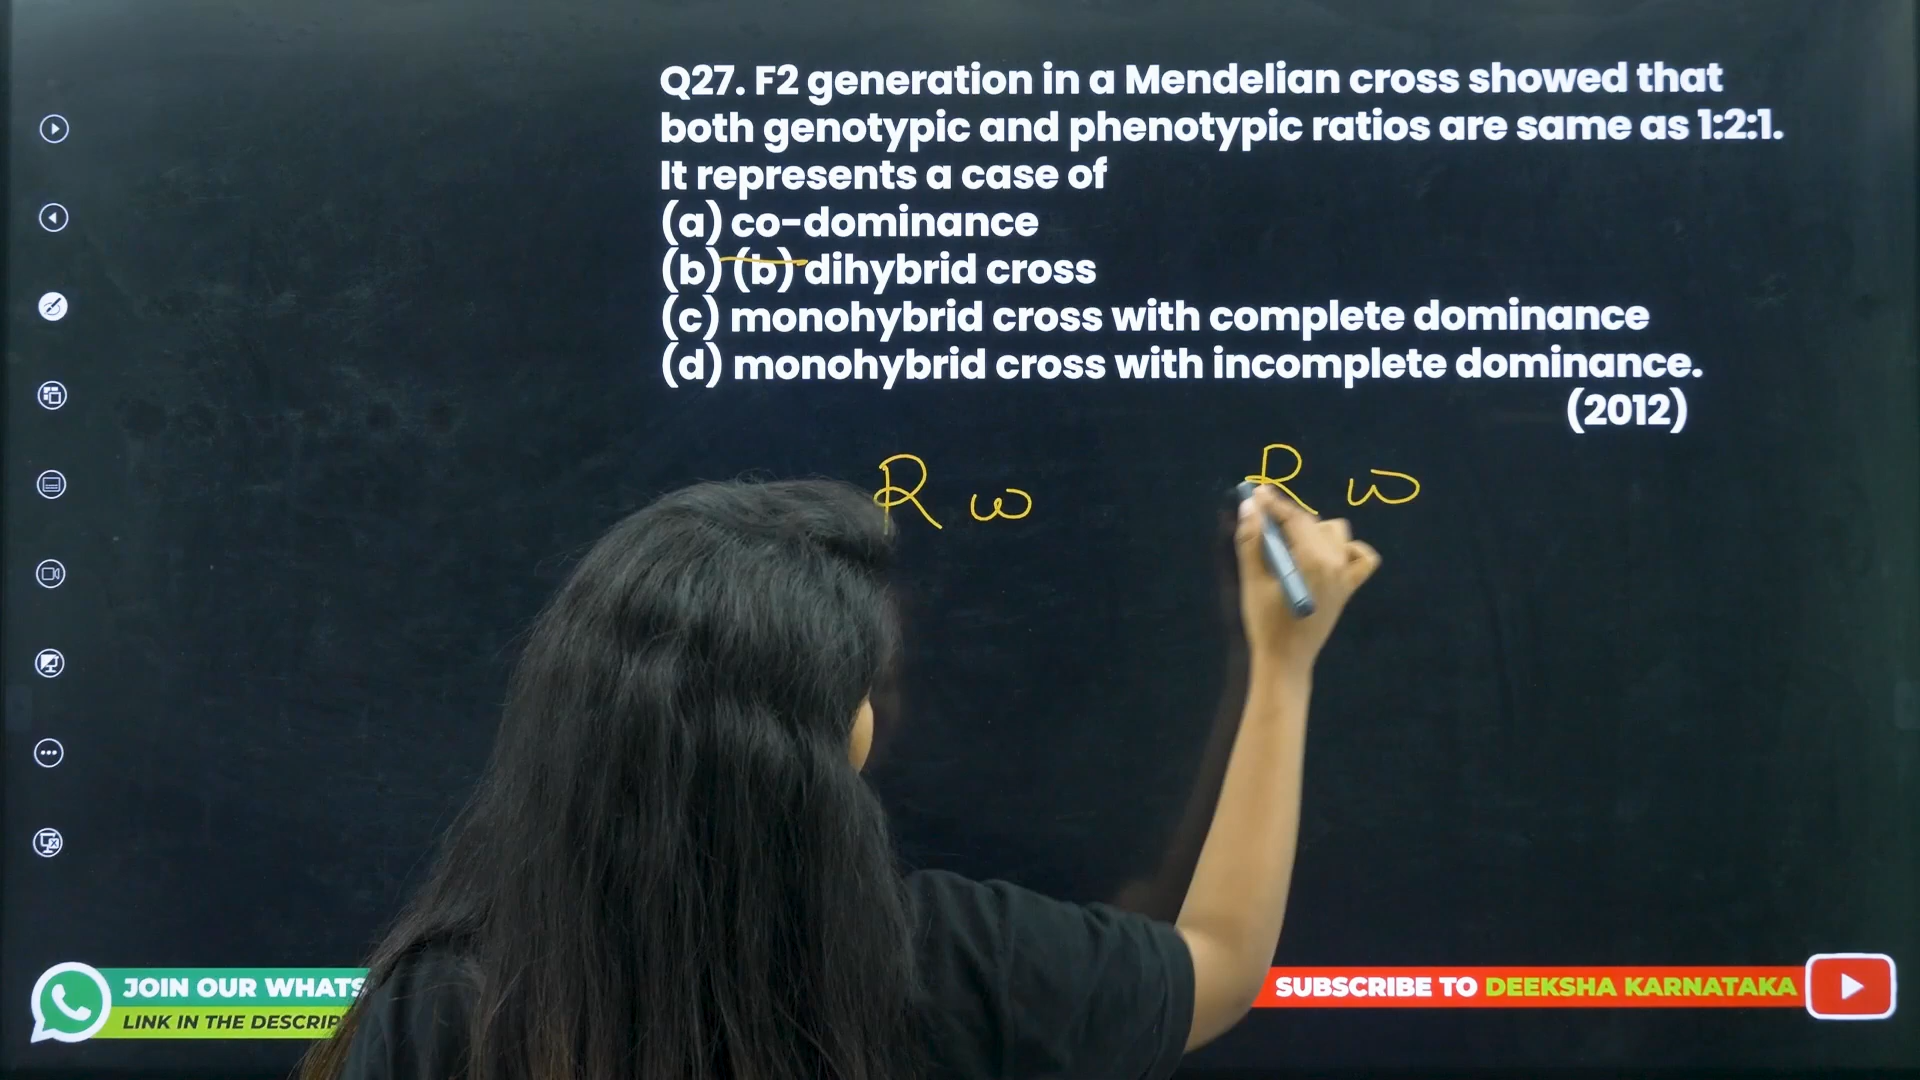 Q27. F2 generation in a Mendelian cross showed that
both genotypic and phenotypic ratios are same as 1:2:1.
It represents a case of
(a) co-dominance
(b) (b) dihybrid cross
(c) monohybrid cross with complete dominance
(d) monohybrid cross with incomplete dominance.
(2012)
R w R w
JOIN OUR WHATS
LINK IN THE DESCRIP
SUBSCRIBE TO DEEKSHA KARNATAKA